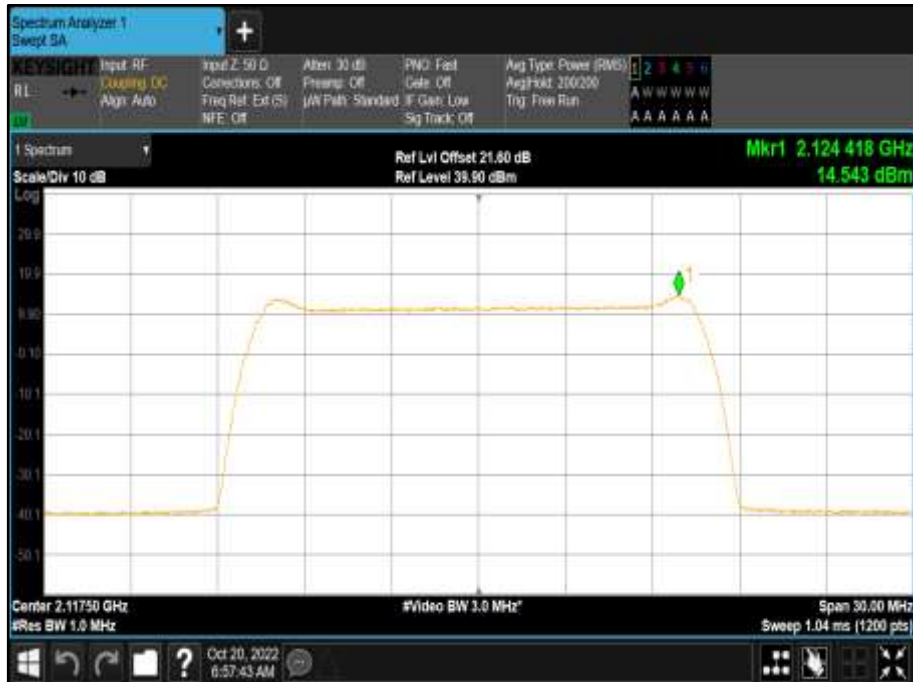 Spectrum Analyzer 1
Swept SA
+
KEYSIGHT
RL
Input: RF
Coupling: DC
Align: Auto
Input Z: 50 Ω
Corrections: Off
Freq Ref: Ext (S)
NFE: Off
Atten: 30 dB
Preamp: Off
µW Path: Standard
PNO: Fast
Gate: Off
IF Gain: Low
Sig Track: Off
Avg Type: Power (RMS)
Avg|Hold: 200/200
Trig: Free Run
1 2 3 4 5 6
A W W W W W
A A A A A A
1 Spectrum
Scale/Div 10 dB
Ref Lvl Offset 21.60 dB
Ref Level 39.90 dBm
Mkr1 2.124 418 GHz
14.543 dBm
Log
29.9
19.9
9.90
-0.10
-10.1
-20.1
-30.1
-40.1
-50.1
1
Center 2.11750 GHz
#Res BW 1.0 MHz
#Video BW 3.0 MHz*
Span 30.00 MHz
Sweep 1.04 ms (1200 pts)
?
Oct 20, 2022
6:57:43 AM